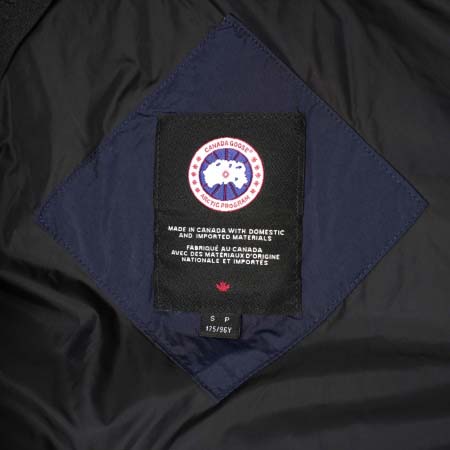 CANADA GOOSE®
ARCTIC PROGRAM
MADE IN CANADA WITH DOMESTIC
AND IMPORTED MATERIALS
FABRIQUÉ AU CANADA
AVEC DES MATÉRIAUX D'ORIGINE
NATIONALE ET IMPORTÉS
S P
175/96Y